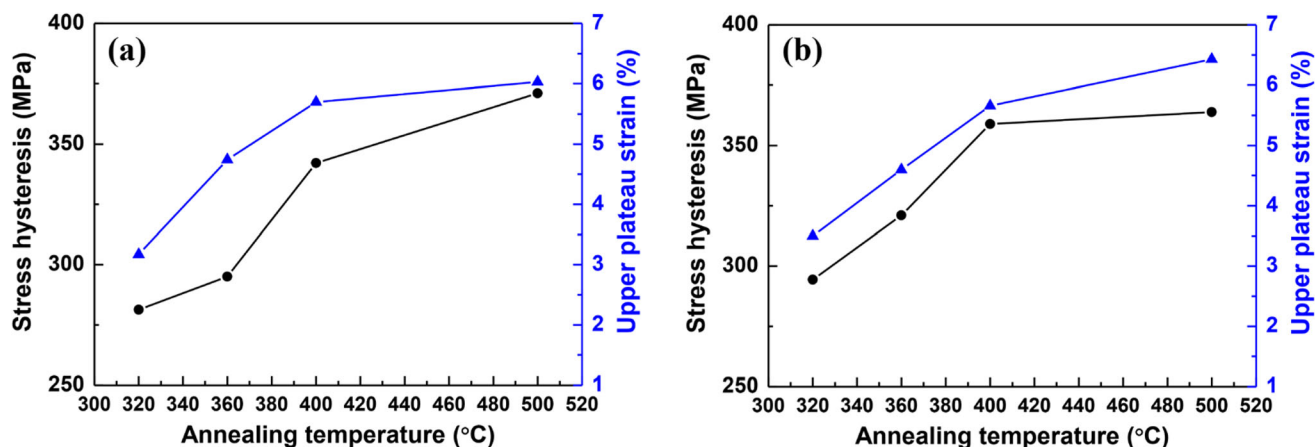 (a)
Stress hysteresis (MPa)
400
350
300
250
Upper plateau strain (%)
7
6
5
4
3
2
1
300 320 340 360 380 400 420 440 460 480 500 520
Annealing temperature (°C)
(b)
Stress hysteresis (MPa)
400
350
300
250
Upper plateau strain (%)
7
6
5
4
3
2
1
300 320 340 360 380 400 420 440 460 480 500 520
Annealing temperature (°C)